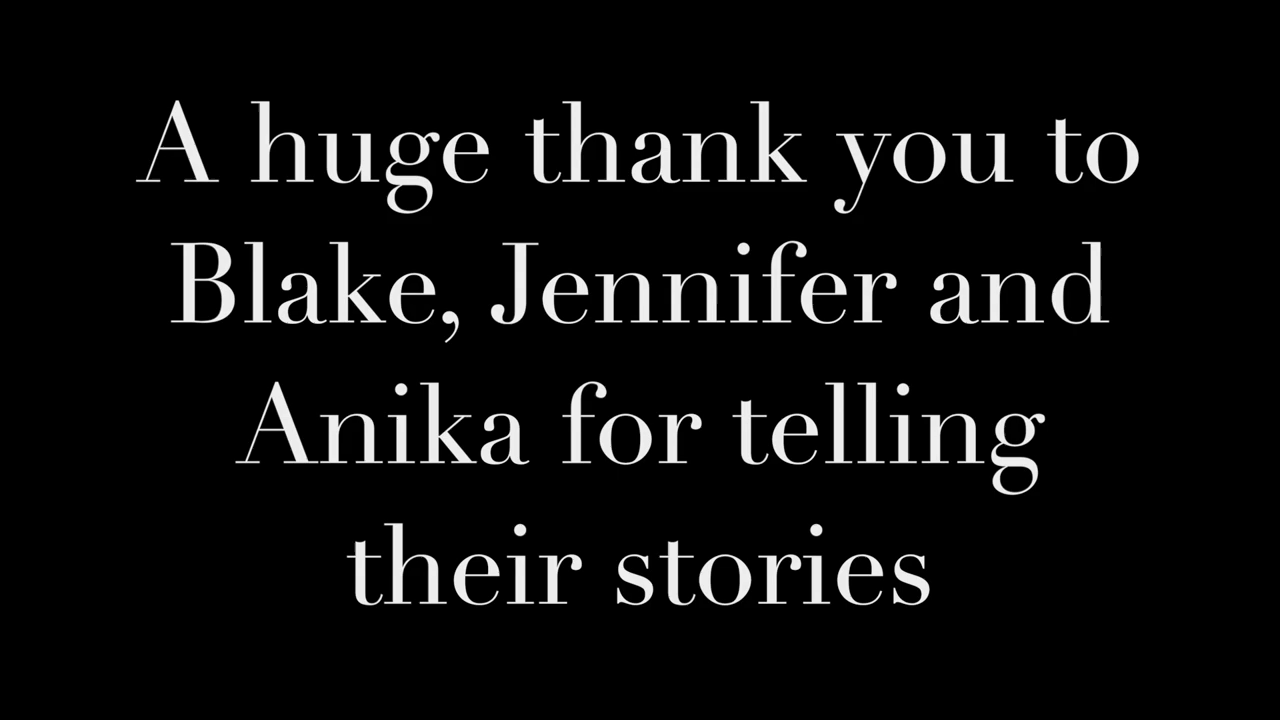 A huge thank you to
Blake, Jennifer and
Anika for telling
their stories